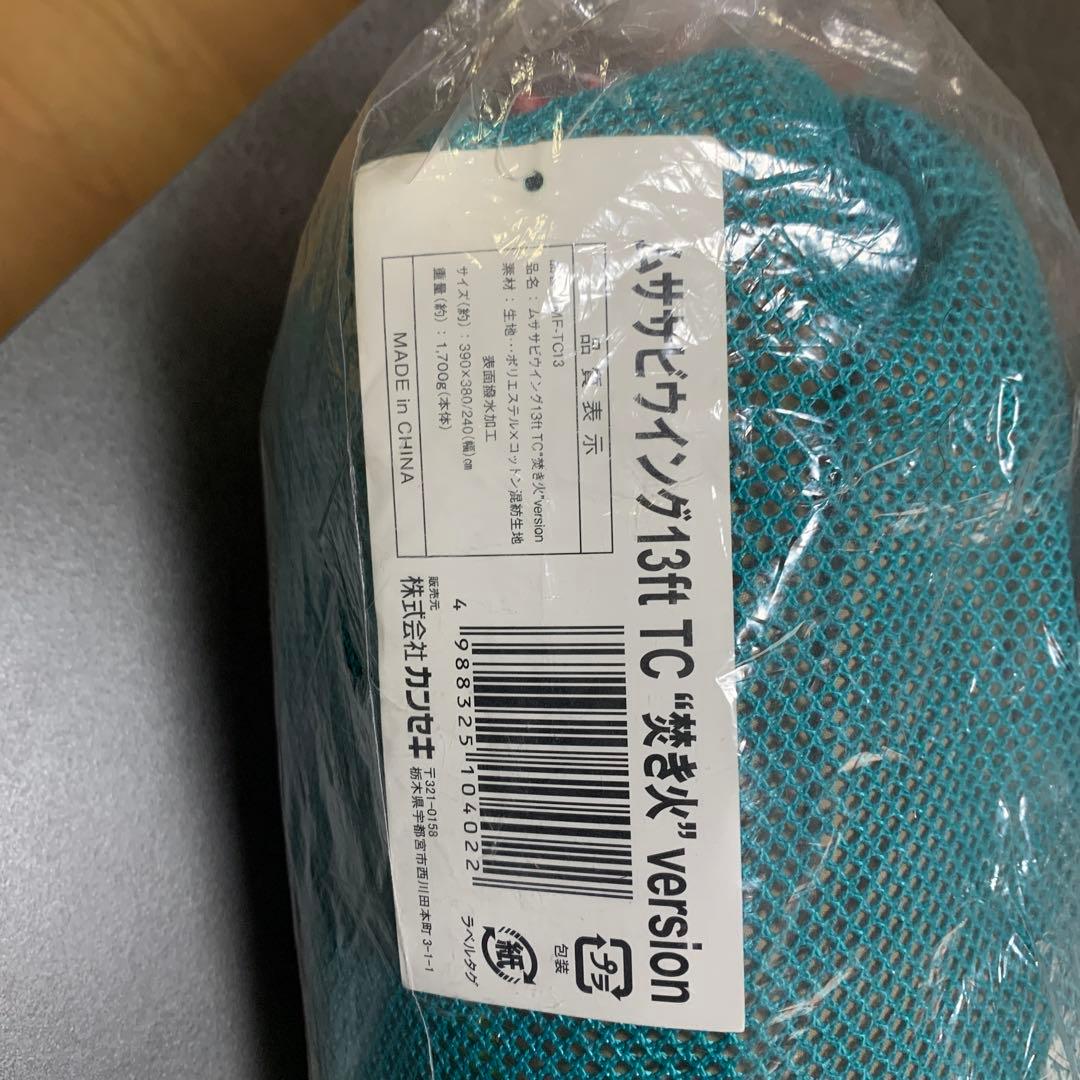 ムササビウイング13ft TC “焚き火” version
品質表示
MF-TC13
品名：ムササビウイング13ft TC“焚き火”version
素材：生地…ポリエステル×コットン混紡生地
表面撥水加工
サイズ(約)：390×380/240(幅)㎝
重量(約)：1,700g(本体)
MADE in CHINA
4 988325 104022
販売元
株式会社カンセキ
〒321-0158
栃木県宇都宮市西川田本町 3-1-1
プラ
包装
紙
ラベルタグ